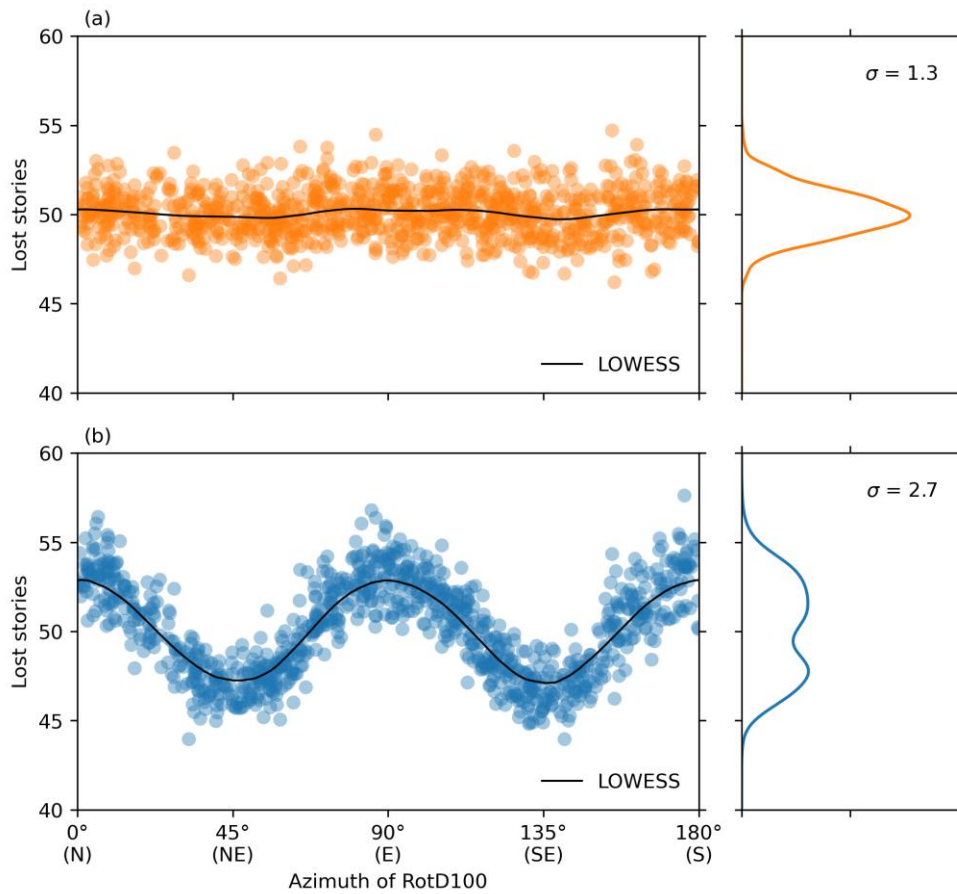 (a)
60
55
50
45
40
Lost stories
LOWESS
σ = 1.3
(b)
60
55
50
45
40
Lost stories
LOWESS
σ = 2.7
0° 45° 90° 135° 180°
(N) (NE) (E) (SE) (S)
Azimuth of RotD100